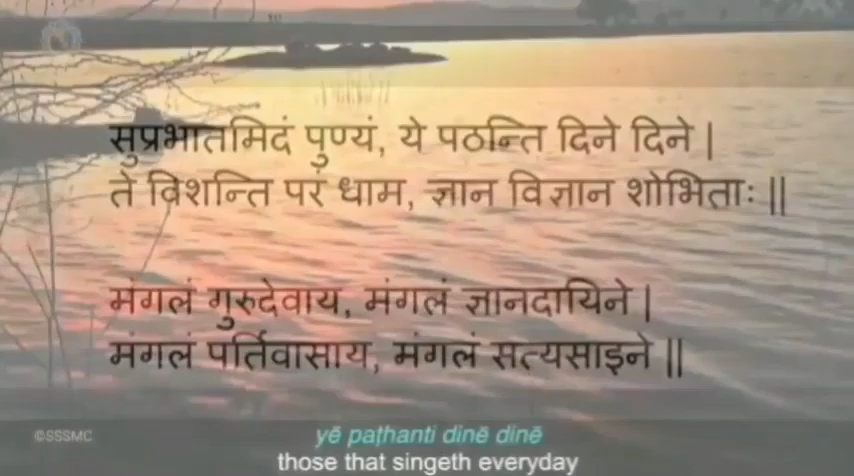 सुप्रभातमिदं पुण्यं, ये पठन्ति दिने दिने |
ते विशन्ति परं धाम, ज्ञान विज्ञान शोभिताः ||
मंगलं गुरुदेवाय, मंगलं ज्ञानदायिने |
मंगलं पर्तिवासाय, मंगलं सत्यसाइने ||
©SSSMC
yē paṭhanti dinē dinē
those that singeth everyday